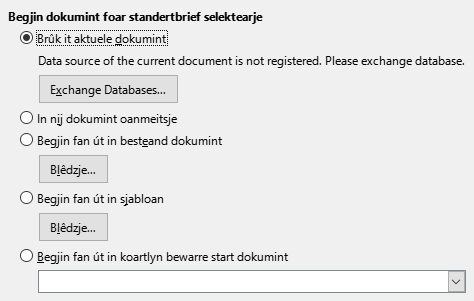 Begjin dokumint foar standertbrief selektearje
Brûk it aktuele dokumint
Data source of the current document is not registered. Please exchange database.
Exchange Databases...
In nij dokumint oanmeitsje
Begjin fan út in besteand dokumint
Blêdzje...
Begjin fan út in sjabloan
Blêdzje...
Begjin fan út in koartlyn bewarre start dokumint